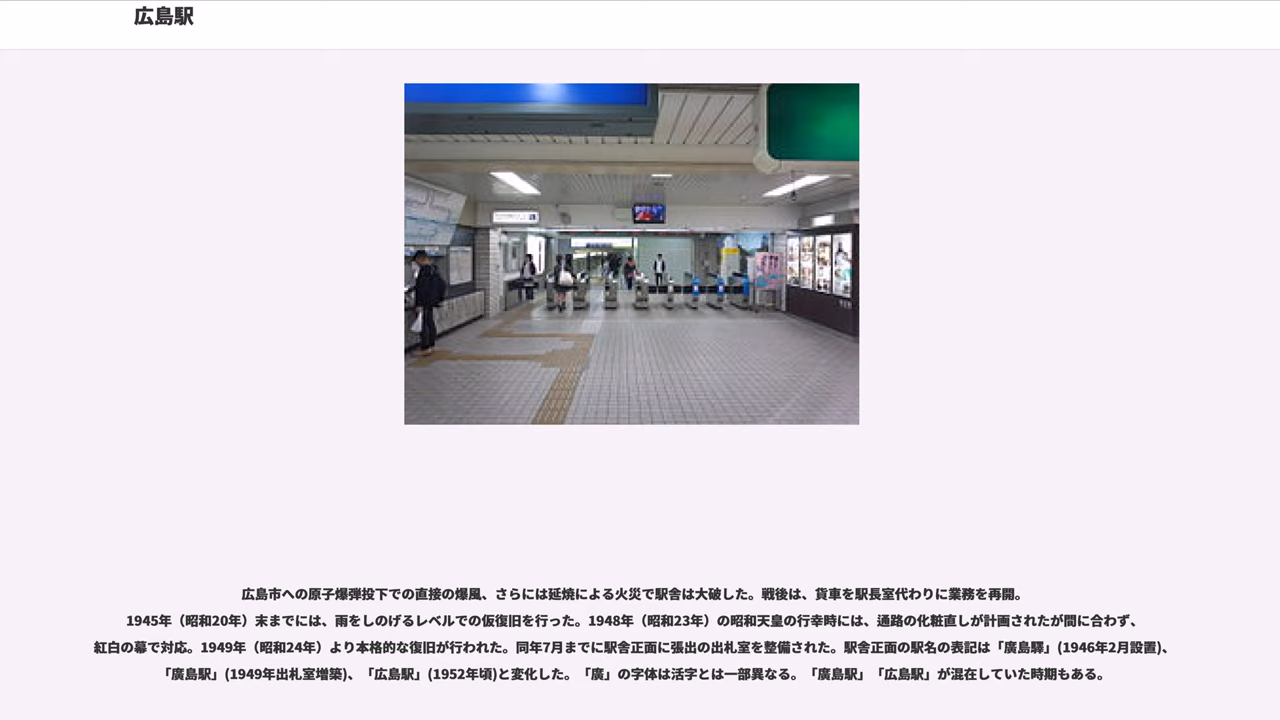 広島駅
広島市への原子爆弾投下での直接の爆風、さらには延焼による火災で駅舎は大破した。戦後は、貨車を駅長室代わりに業務を再開。
1945年（昭和20年）末までには、雨をしのげるレベルでの仮復旧を行った。1948年（昭和23年）の昭和天皇の行幸時には、通路の化粧直しが計画されたが間に合わず、
紅白の幕で対応。1949年（昭和24年）より本格的な復旧が行われた。同年7月までに駅舎正面に張出の出札室を整備された。駅舎正面の駅名の表記は「廣島驛」(1946年2月設置)、
「廣島駅」(1949年出札室増築)、「広島駅」(1952年頃)と変化した。「廣」の字体は活字とは一部異なる。「廣島駅」「広島駅」が混在していた時期もある。